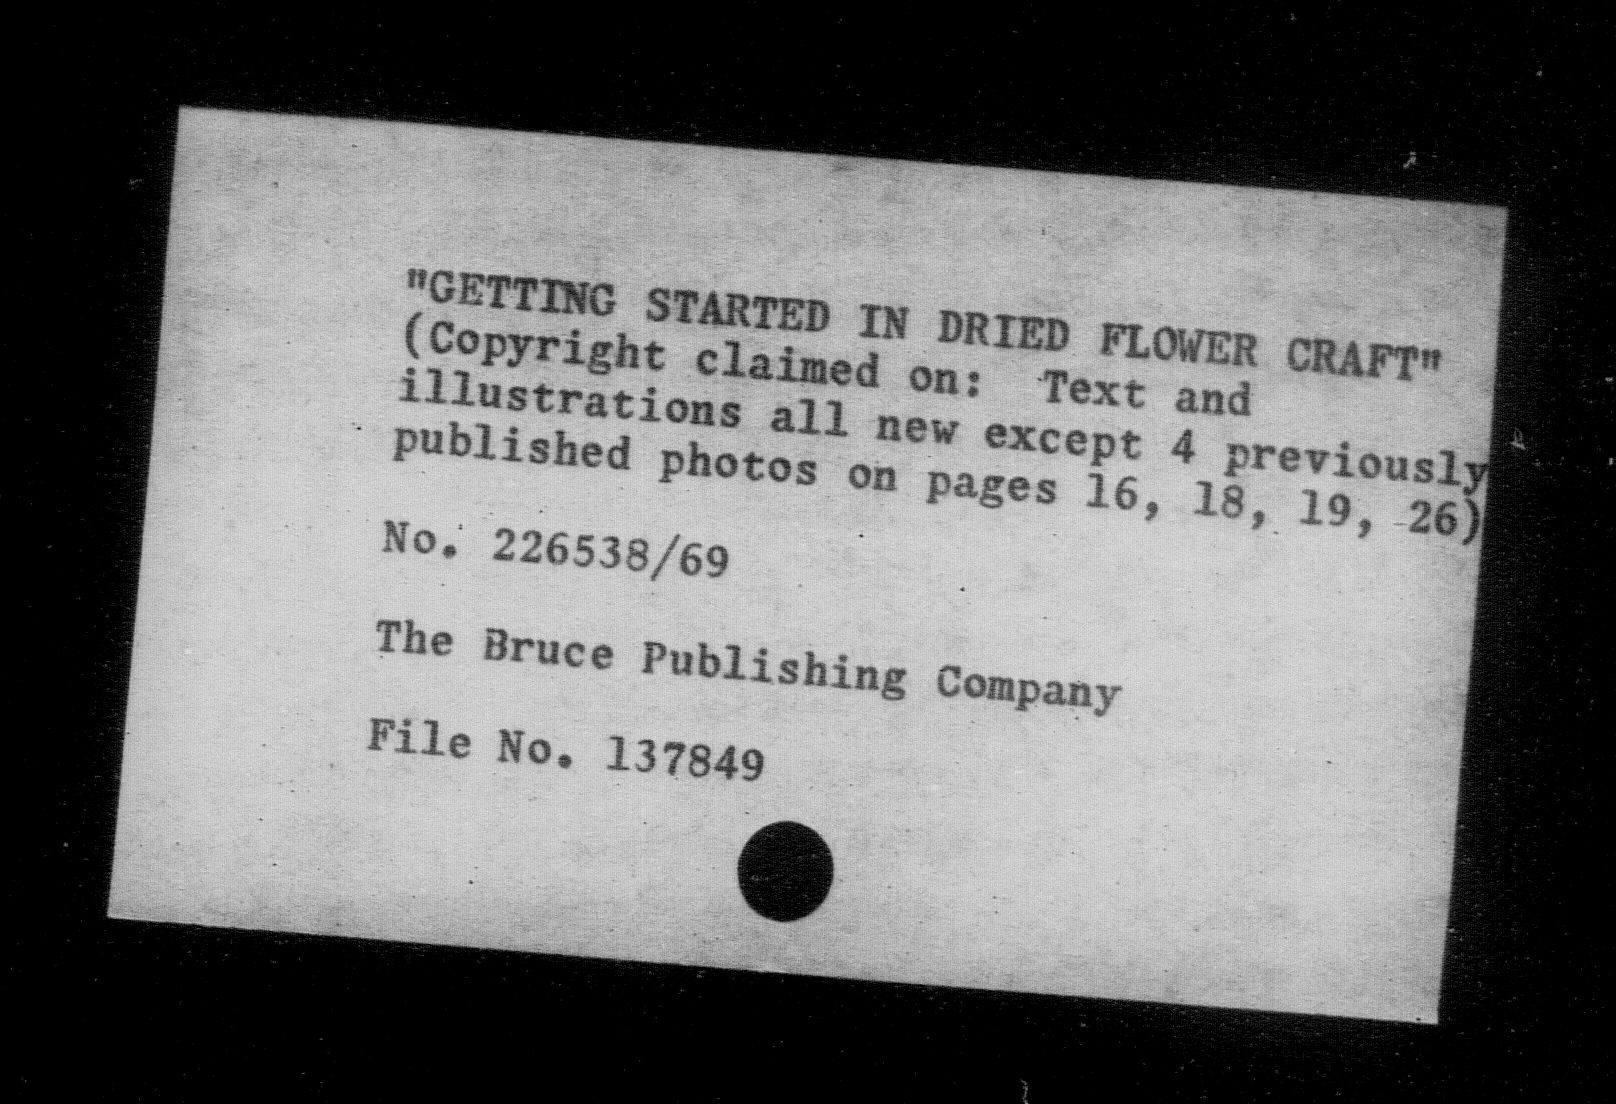 "GETTING STARTED IN DRIED FLOWER CRAFT"
(Copyright claimed on: Text and
illustrations all new except 4 previously
published photos on pages 16, 18, 19, 26)
No. 226538/69
The Bruce Publishing Company
File No. 137849